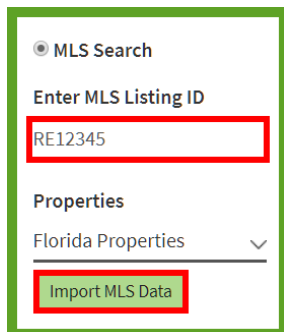 MLS Search
Enter MLS Listing ID
RE12345
Properties
Florida Properties
Import MLS Data